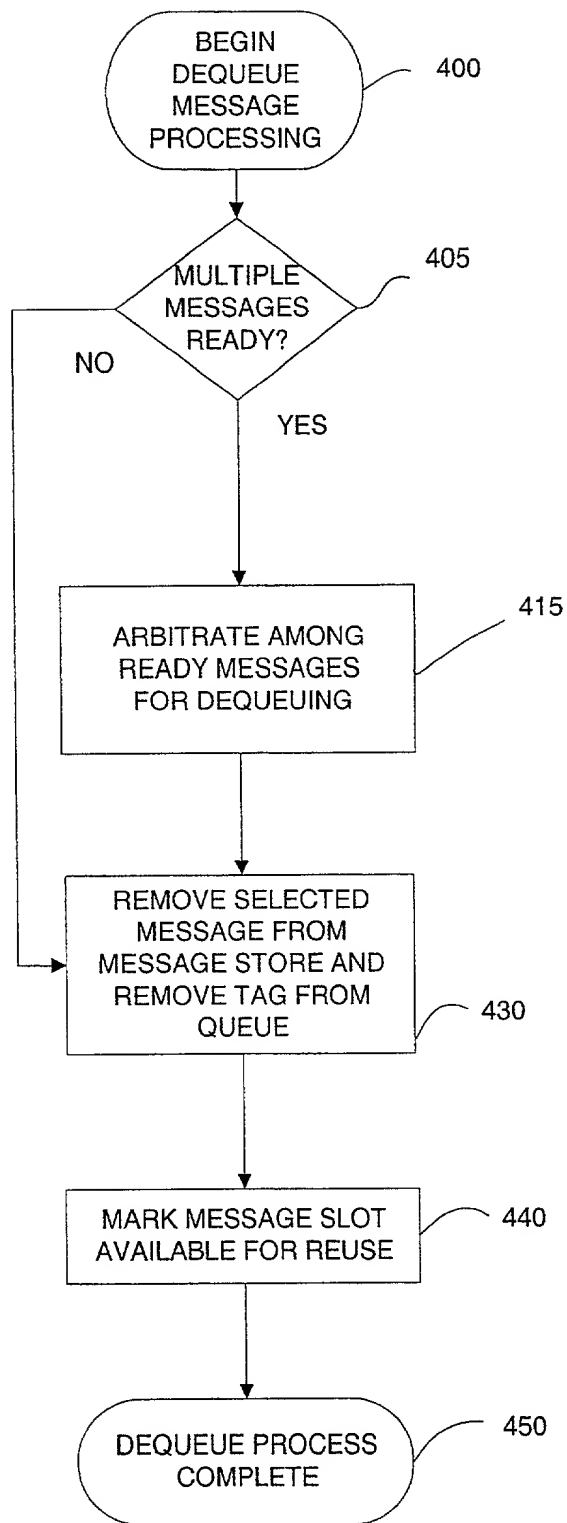 BEGIN
DEQUEUE
MESSAGE
PROCESSING
400
MULTIPLE
MESSAGES
READY?
405
NO
YES
ARBITRATE AMONG
READY MESSAGES
FOR DEQUEUING
415
REMOVE SELECTED
MESSAGE FROM
MESSAGE STORE AND
REMOVE TAG FROM
QUEUE
430
MARK MESSAGE SLOT
AVAILABLE FOR REUSE
440
DEQUEUE PROCESS
COMPLETE
450